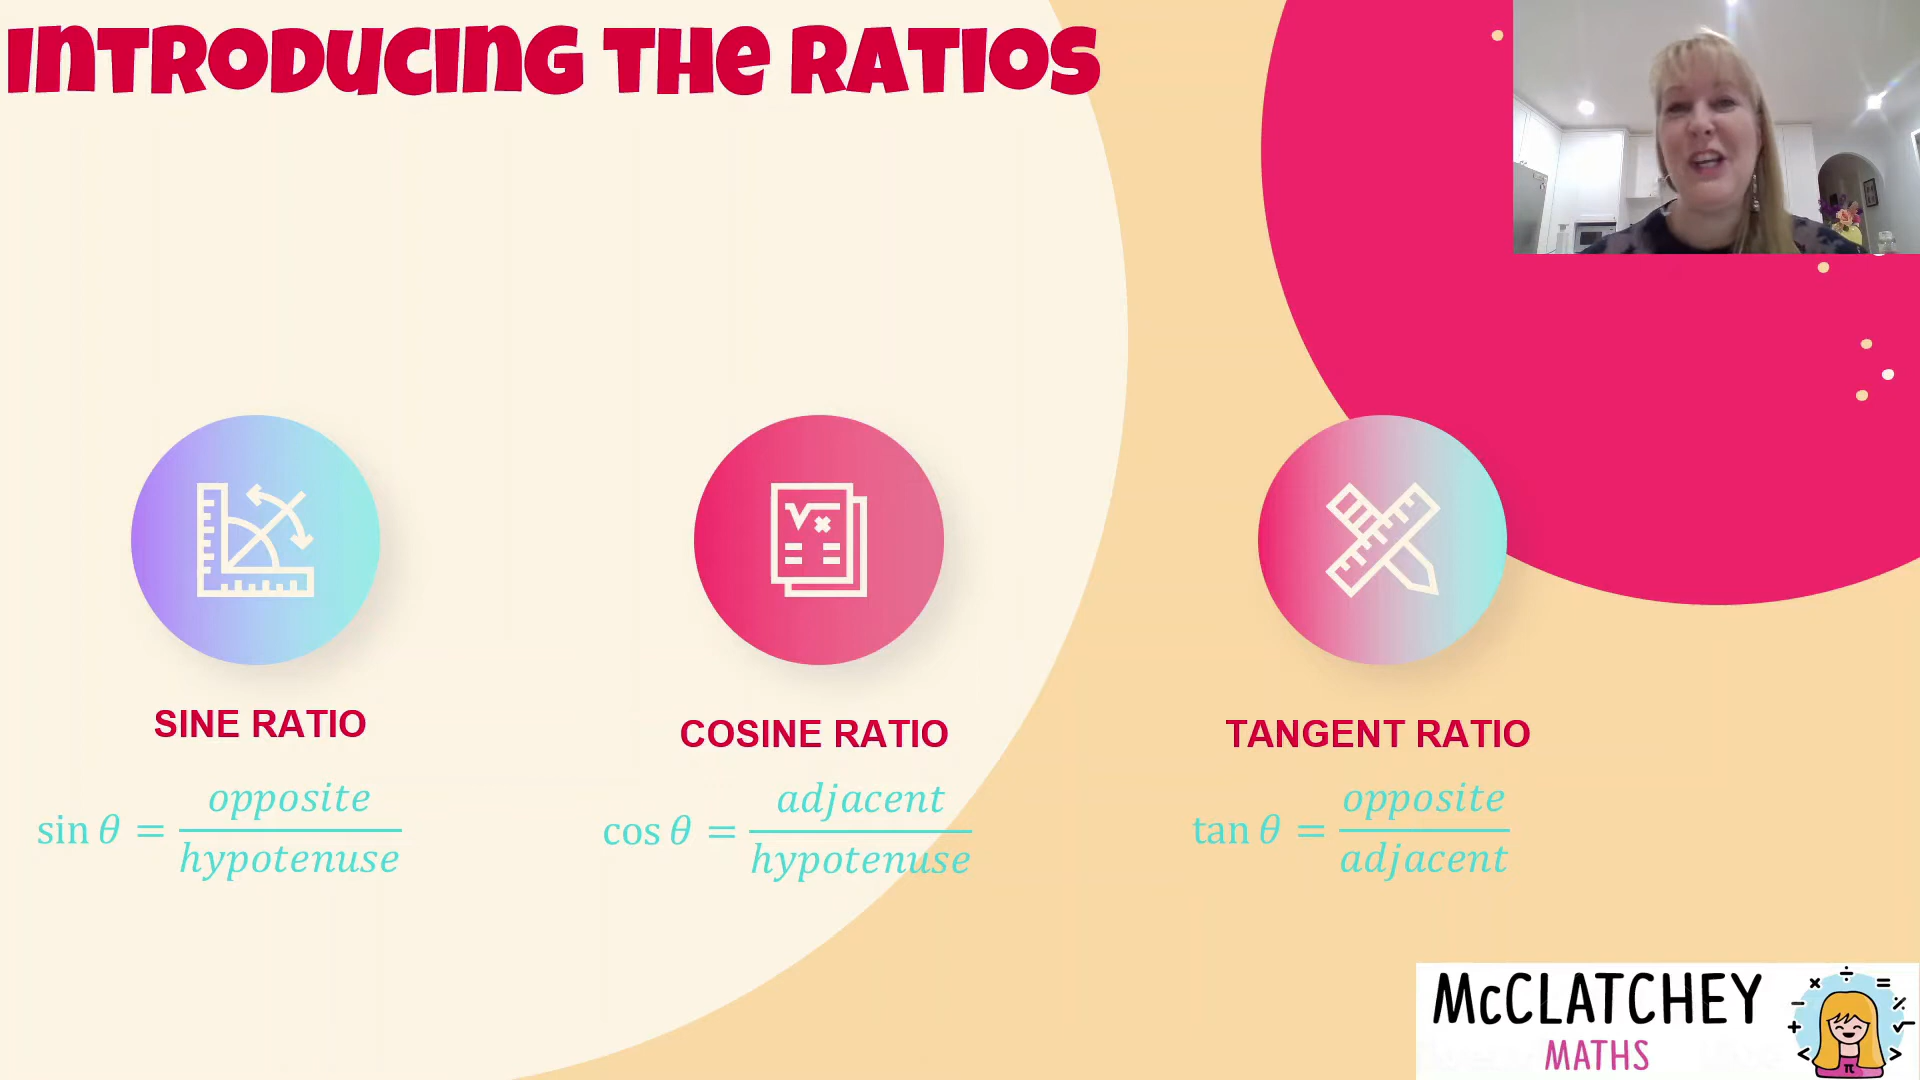 INTRODUCING THE RATIOS
SINE RATIO
sin θ = opposite / hypotenuse
COSINE RATIO
cos θ = adjacent / hypotenuse
TANGENT RATIO
tan θ = opposite / adjacent
McCLATCHEY
MATHS